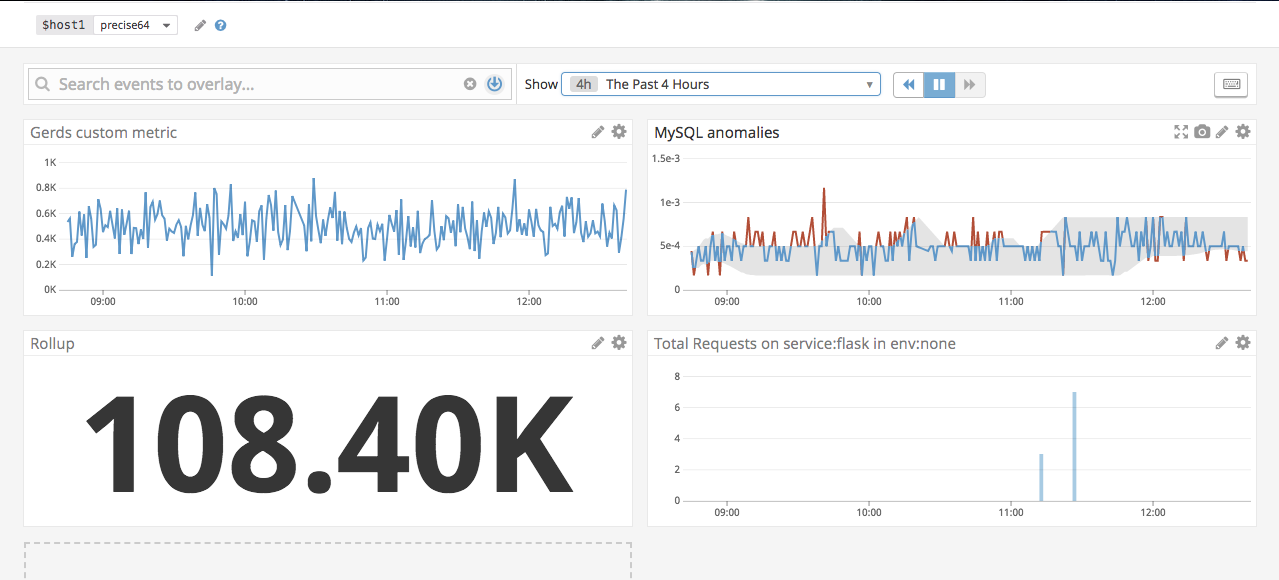 $host1 precise64
Search events to overlay... Show 4h The Past 4 Hours
Gerds custom metric
1K
0.8K
0.6K
0.4K
0.2K
0K
09:00 10:00 11:00 12:00
MySQL anomalies
1.5e-3
1e-3
5e-4
0
09:00 10:00 11:00 12:00
Rollup
108.40K
Total Requests on service:flask in env:none
8
6
4
2
0
09:00 10:00 11:00 12:00